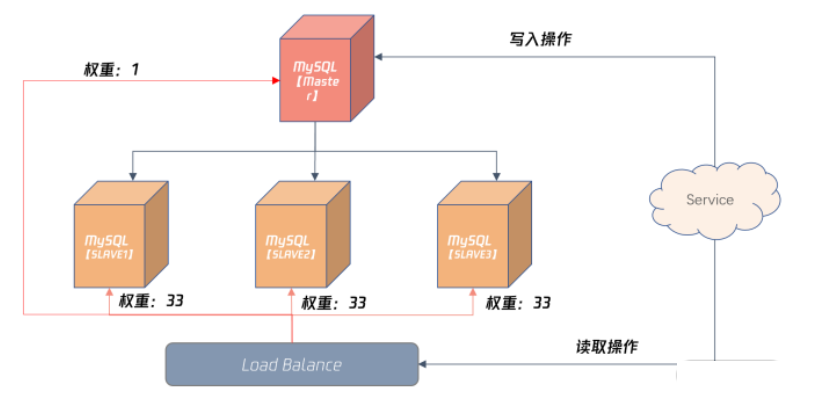 写入操作
权重：1
MySQL
【Maste
r】
Service
MySQL
【SLAVE1】
MySQL
【SLAVE2】
MySQL
【SLAVE3】
权重：33
权重：33
权重：33
读取操作
Load Balance